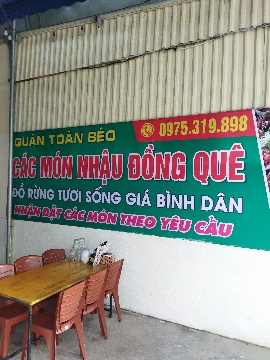 QUÁN TOÀN BÉO
0975.319.898
CÁC MÓN NHẬU ĐỒNG QUÊ
ĐỒ RỪNG TƯƠI SỐNG GIÁ BÌNH DÂN
NHẬN ĐẶT CÁC MÓN THEO YÊU CẦU